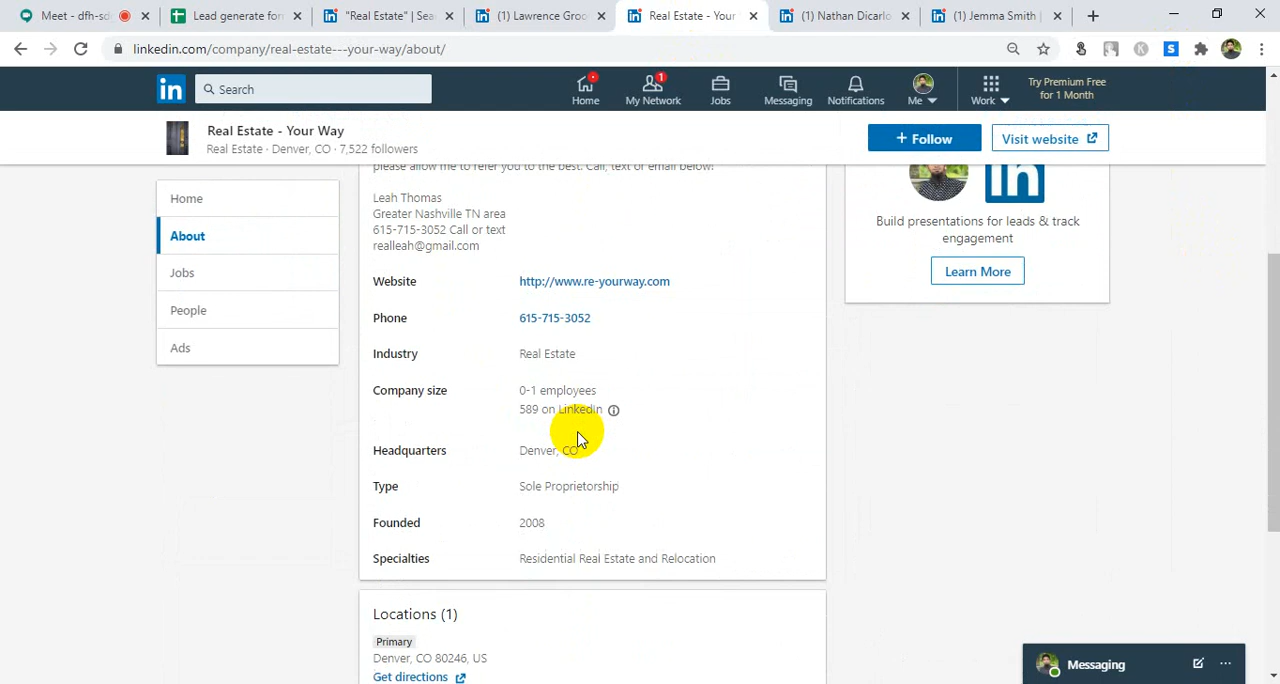 Meet - dfh-sd
Lead generate for
"Real Estate" | Sea
(1) Lawrence Groc
Real Estate - Your
(1) Nathan Dicarlo
(1) Jemma Smith |
linkedin.com/company/real-estate---your-way/about/
in
Search
Home
1
My Network
Jobs
Messaging
Notifications
Me
Work
Try Premium Free
for 1 Month
Real Estate - Your Way
Real Estate · Denver, CO · 7,522 followers
+ Follow
Visit website
Home
About
Jobs
People
Ads
please allow me to refer you to the best. Call, text or email below!
Leah Thomas
Greater Nashville TN area
615-715-3052 Call or text
realleah@gmail.com
Website
http://www.re-yourway.com
Phone
615-715-3052
Industry
Real Estate
Company size
0-1 employees
589 on LinkedIn
Headquarters
Denver, CO
Type
Sole Proprietorship
Founded
2008
Specialties
Residential Real Estate and Relocation
Locations (1)
Primary
Denver, CO 80246, US
Get directions
in
Build presentations for leads & track
engagement
Learn More
Messaging